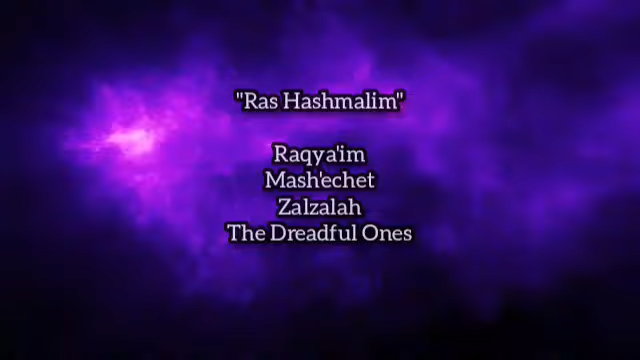 "Ras Hashmalim"
Raqya'im
Mash'echet
Zalzalah
The Dreadful Ones